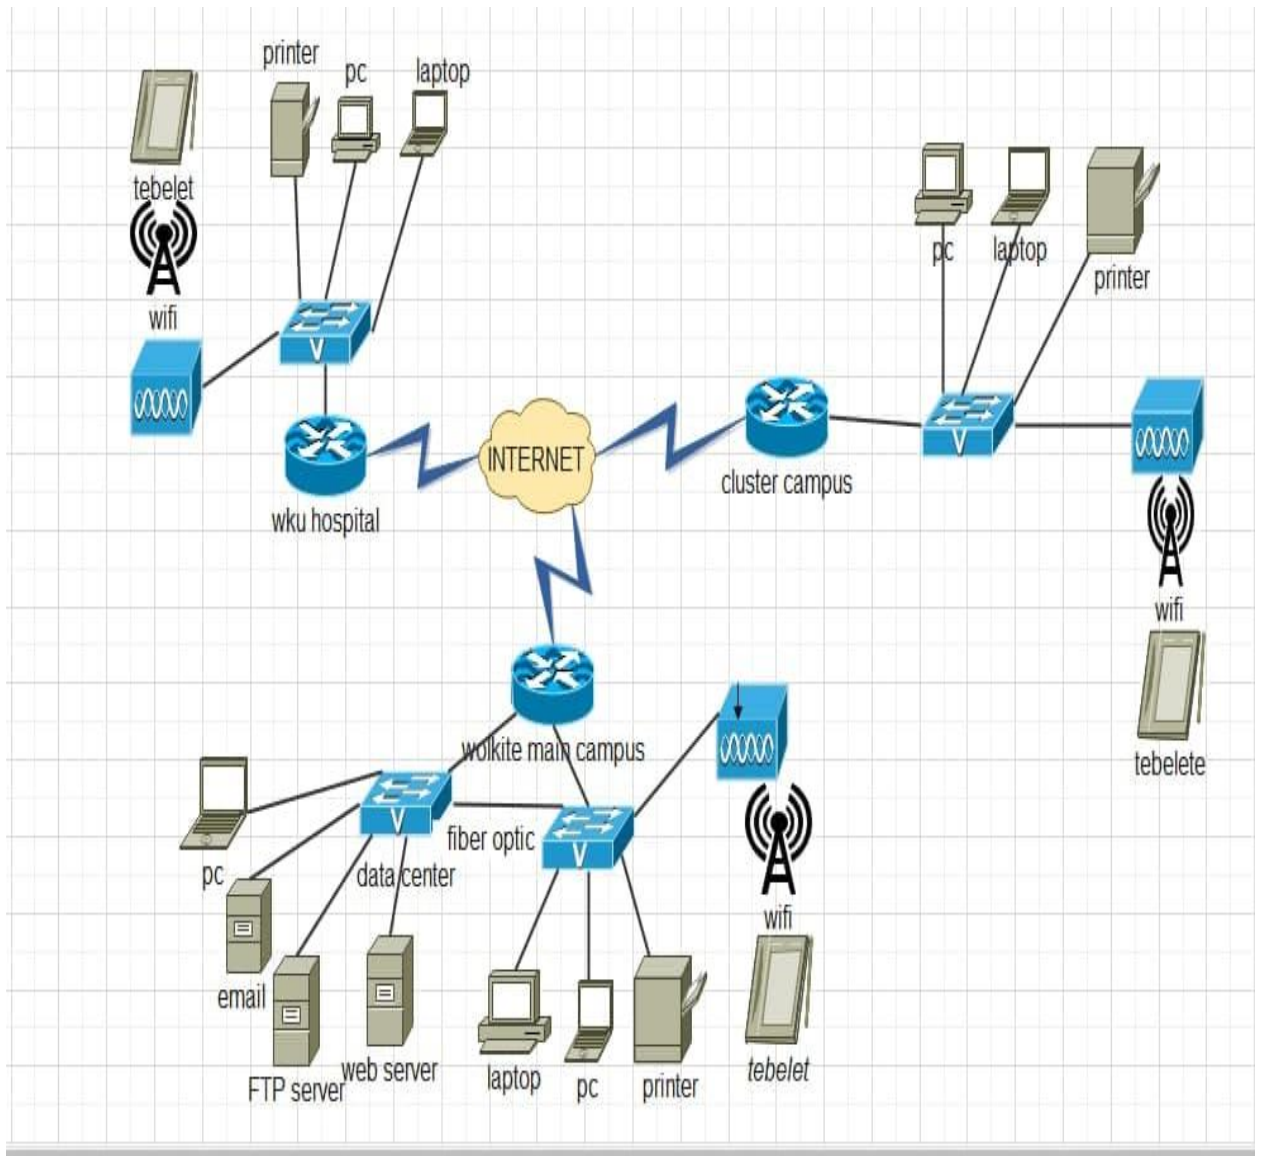 printer
pc
laptop
tebelet
wifi
V
wku hospital
INTERNET
cluster campus
pc
laptop
printer
V
wifi
tebelete
wolkite main campus
pc
V
data center
fiber optic
V
wifi
email
FTP server
web server
laptop
pc
printer
tebelet